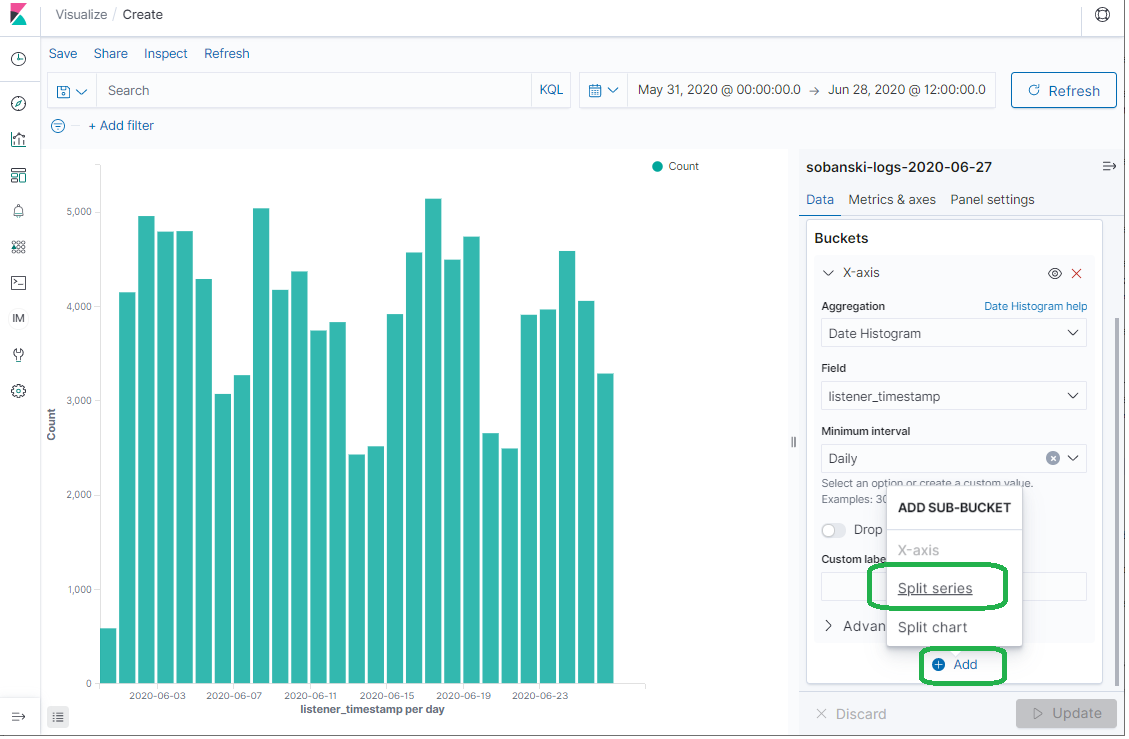 Visualize / Create
Save Share Inspect Refresh
Search KQL May 31, 2020 @ 00:00:00.0 → Jun 28, 2020 @ 12:00:00.0 Refresh
+ Add filter
Count
5,000
4,000
3,000
2,000
1,000
0
Count
2020-06-03 2020-06-07 2020-06-11 2020-06-15 2020-06-19 2020-06-23
listener_timestamp per day
IM
sobanski-logs-2020-06-27
Data Metrics & axes Panel settings
Buckets
X-axis
Aggregation Date Histogram help
Date Histogram
Field
listener_timestamp
Minimum interval
Daily
Select an option or create a custom value.
Examples: 30
Drop
Custom labe
Advan
ADD SUB-BUCKET
X-axis
Split series
Split chart
Add
Discard Update